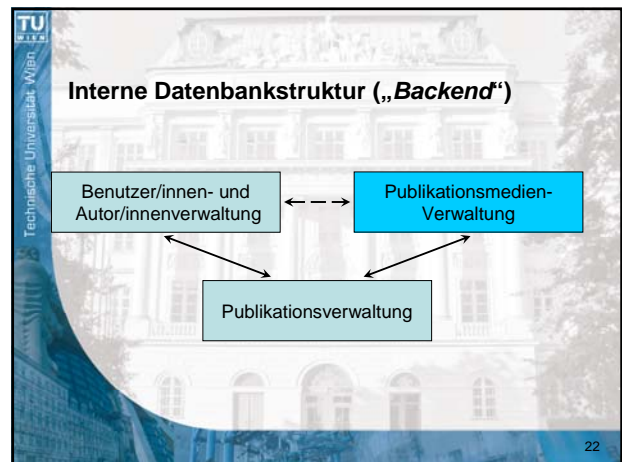 TU
WIEN
Technische Universität Wien
Interne Datenbankstruktur („Backend“)
Benutzer/innen- und
Autor/innenverwaltung
Publikationsmedien-
Verwaltung
Publikationsverwaltung
22